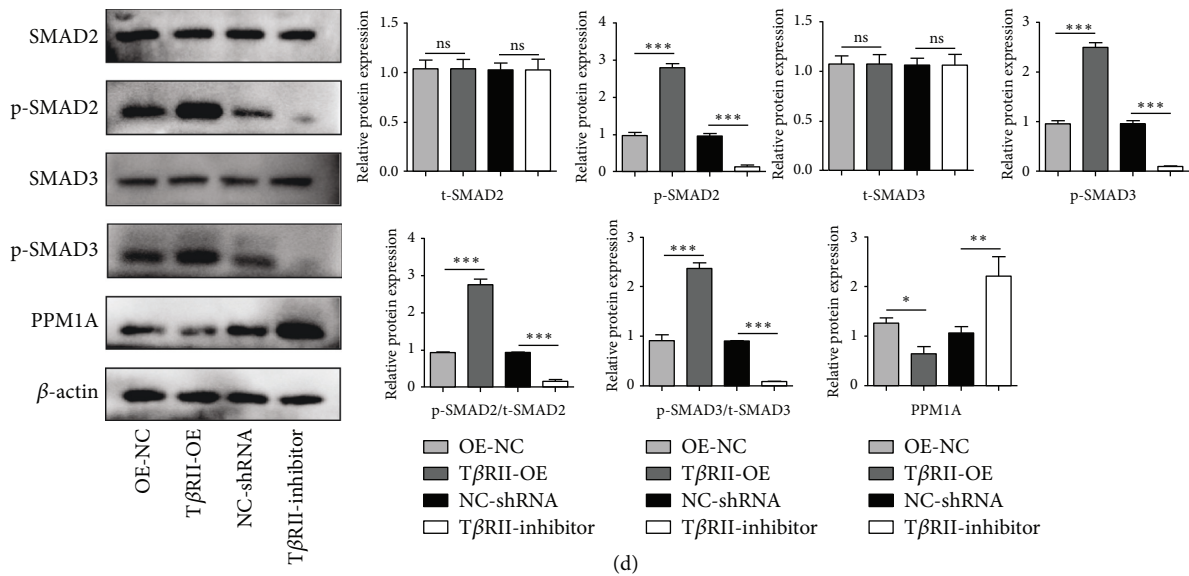 SMAD2
p-SMAD2
SMAD3
p-SMAD3
PPM1A
β-actin
OE-NC
TβRII-OE
NC-shRNA
TβRII-inhibitor
Relative protein expression
1.5
1.0
0.5
0.0
ns
ns
t-SMAD2
Relative protein expression
4
3
2
1
0
***
***
p-SMAD2
Relative protein expression
1.5
1.0
0.5
0.0
ns
ns
t-SMAD3
Relative protein expression
3
2
1
0
***
***
p-SMAD3
Relative protein expression
4
3
2
1
0
***
***
p-SMAD2/t-SMAD2
Relative protein expression
3
2
1
0
***
***
p-SMAD3/t-SMAD3
Relative protein expression
3
2
1
0
*
**
PPM1A
OE-NC
TβRII-OE
NC-shRNA
TβRII-inhibitor
OE-NC
TβRII-OE
NC-shRNA
TβRII-inhibitor
OE-NC
TβRII-OE
NC-shRNA
TβRII-inhibitor
(d)